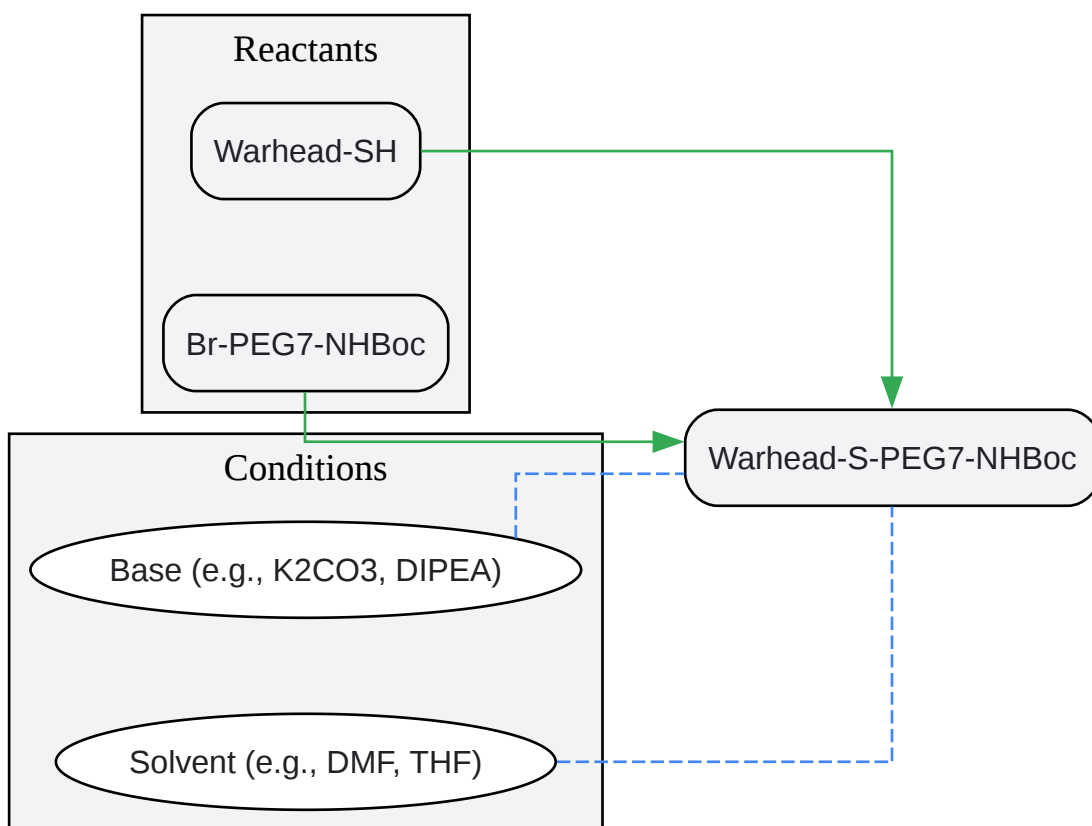 Reactants
Warhead-SH
Br-PEG7-NHBoc
Warhead-S-PEG7-NHBoc
Conditions
Base (e.g., K2CO3, DIPEA)
Solvent (e.g., DMF, THF)